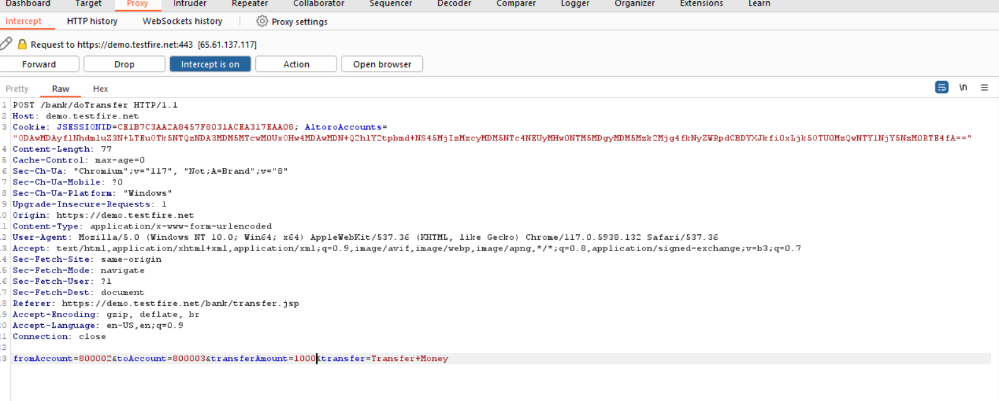 Dashboard Target Proxy Intruder Repeater Collaborator Sequencer Decoder Comparer Logger Organizer Extensions Learn
Intercept HTTP history WebSockets history Proxy settings
Request to https://demo.testfire.net:443 [65.61.137.117]
Forward Drop Intercept is on Action Open browser
Pretty Raw Hex \n
1 POST /bank/doTransfer HTTP/1.1
2 Host: demo.testfire.net
3 Cookie: JSESSIONID=CE1B7C3AA2A8457F8031ACEA317EAA08; AltoroAccounts=
4 Content-Length: 77
5 Cache-Control: max-age=0
6 Sec-Ch-Ua: "Chromium";v="117", "Not;A=Brand";v="8"
7 Sec-Ch-Ua-Mobile: ?0
8 Sec-Ch-Ua-Platform: "Windows"
9 Upgrade-Insecure-Requests: 1
0 Origin: https://demo.testfire.net
1 Content-Type: application/x-www-form-urlencoded
2 User-Agent: Mozilla/5.0 (Windows NT 10.0; Win64; x64) AppleWebKit/537.36 (KHTML, like Gecko) Chrome/117.0.5938.132 Safari/537.36
3 Accept: text/html,application/xhtml+xml,application/xml;q=0.9,image/avif,image/webp,image/apng,*/*;q=0.8,application/signed-exchange;v=b3;q=0.7
4 Sec-Fetch-Site: same-origin
5 Sec-Fetch-Mode: navigate
6 Sec-Fetch-User: ?1
7 Sec-Fetch-Dest: document
8 Referer: https://demo.testfire.net/bank/transfer.jsp
9 Accept-Encoding: gzip, deflate, br
0 Accept-Language: en-US,en;q=0.9
1 Connection: close
2
3 fromAccount=800002&toAccount=800003&transferAmount=1000&transfer=Transfer+Money